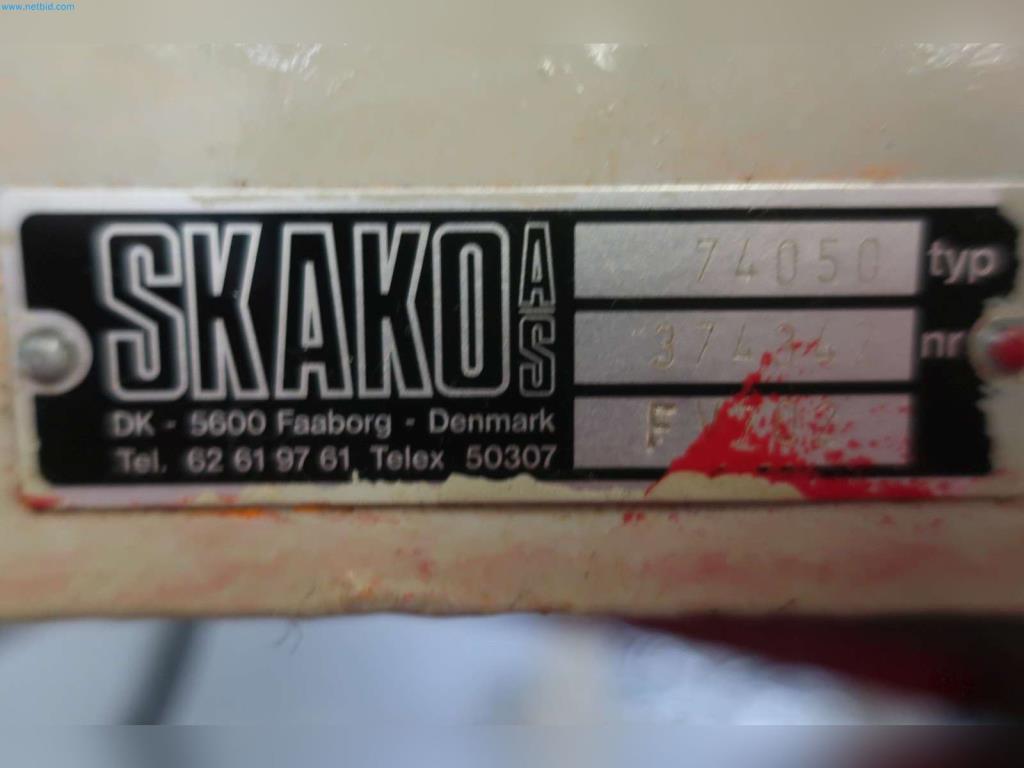 www.netbid.com
SKAKO A/S
DK - 5600 Faaborg - Denmark
Tel. 62 61 97 61 Telex 50307
74050 typ
nr